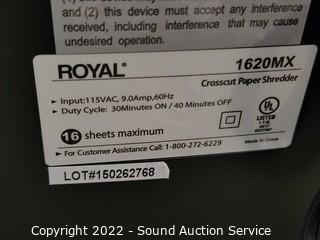 and (2) this device must accept any interference
received, including interference that may cause
undesired operation.
ROYAL® 1620MX
Crosscut Paper Shredder
▸ Input:115VAC, 9.0Amp,60Hz
▸ Duty Cycle: 30Minutes ON / 40 Minutes OFF
16 sheets maximum
UL® LISTED
I.T.E.
▸ For Customer Assistance Call: 1-800-272-6229
Made in China
LOT#150262768
Copyright 2022 - Sound Auction Service